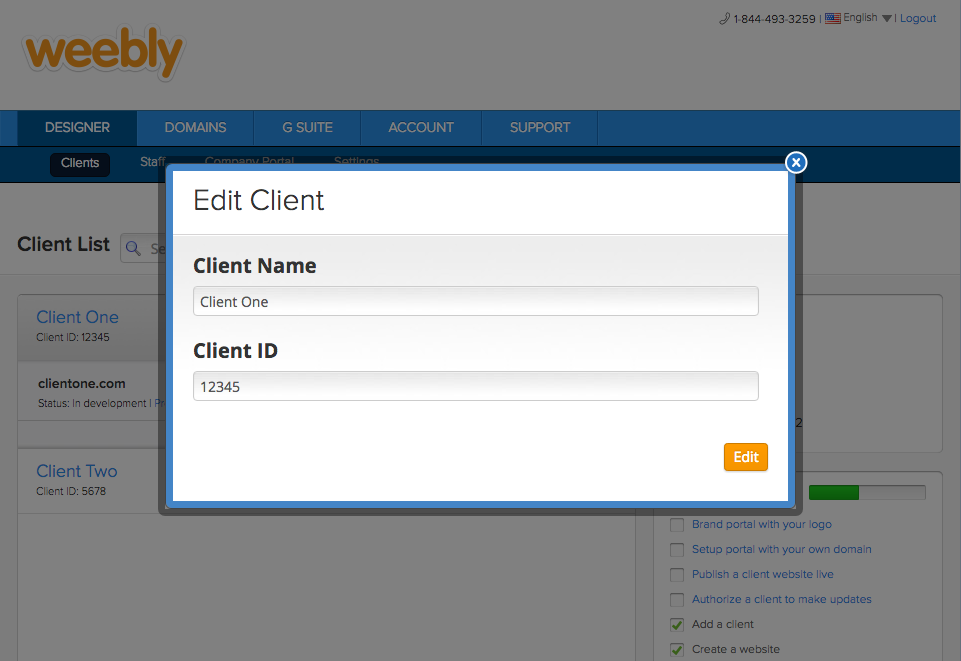 1-844-493-3259 | English | Logout
weebly
DESIGNER DOMAINS G SUITE ACCOUNT SUPPORT
Clients Staff Company Portal Settings
Edit Client
Client List
Client Name
Client One
Client One
Client ID: 12345
Client ID
12345
clientone.com
Status: In development |
2
Edit
Client Two
Client ID: 5678
Brand portal with your logo
Setup portal with your own domain
Publish a client website live
Authorize a client to make updates
Add a client
Create a website